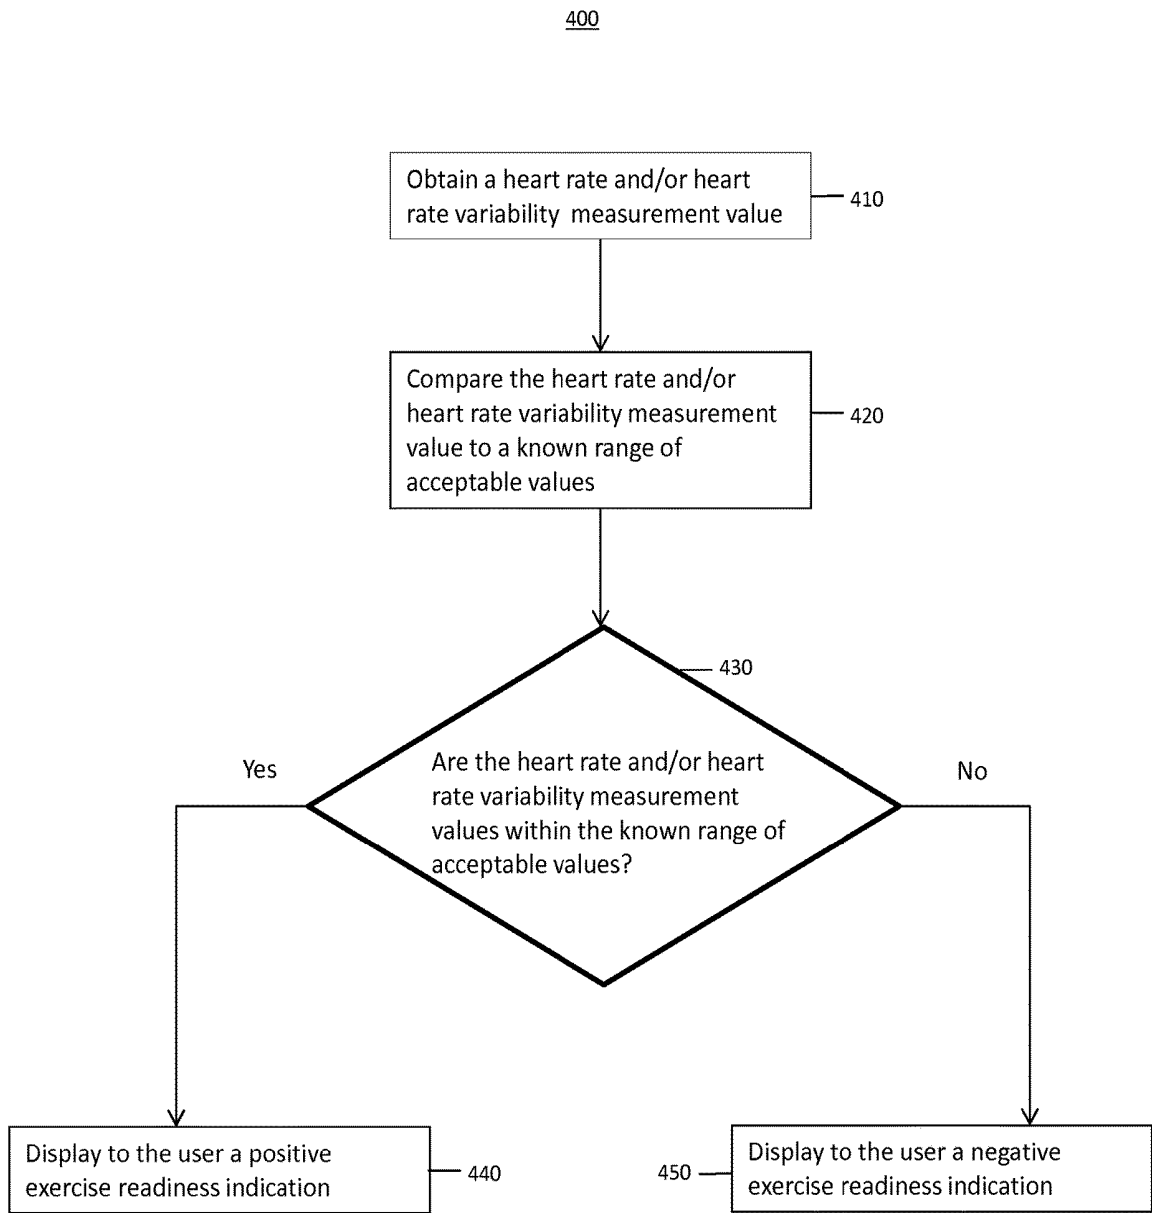 400
Obtain a heart rate and/or heart
rate variability measurement value
410
Compare the heart rate and/or
heart rate variability measurement
value to a known range of
acceptable values
420
430
Yes
No
Are the heart rate and/or heart
rate variability measurement
values within the known range of
acceptable values?
Display to the user a positive
exercise readiness indication
440
450
Display to the user a negative
exercise readiness indication